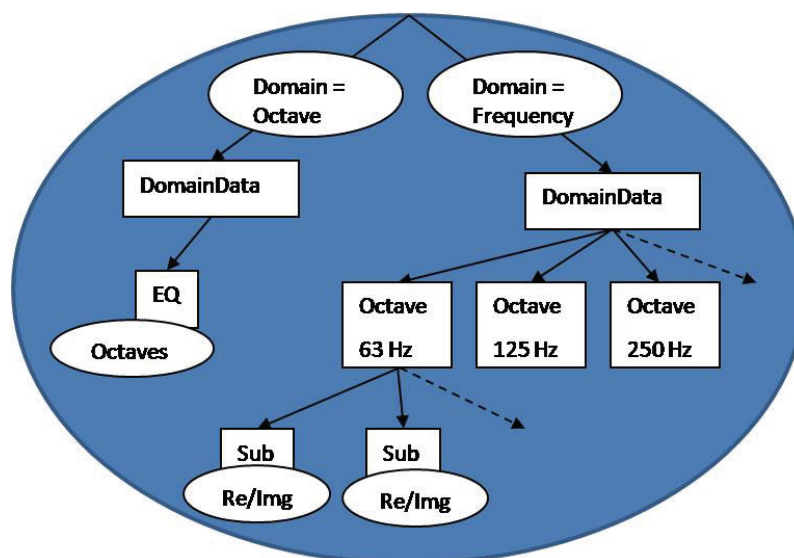 Domain =
Octave
Domain =
Frequency
DomainData
DomainData
EQ
Octaves
Octave
63 Hz
Octave
125 Hz
Octave
250 Hz
Sub
Re/Img
Sub
Re/Img